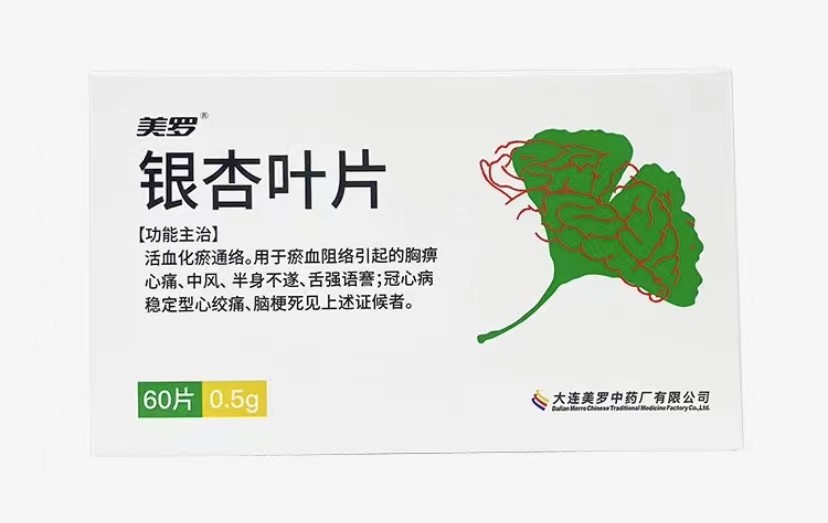 美罗®
银杏叶片
【功能主治】
活血化瘀通络。用于瘀血阻络引起的胸痹
心痛、中风、半身不遂、舌强语謇;冠心病
稳定型心绞痛、脑梗死见上述证候者。
60片 0.5g
大连美罗中药厂有限公司
Dalian Merro Chinese Traditional Medicine Factory Co.,Ltd.